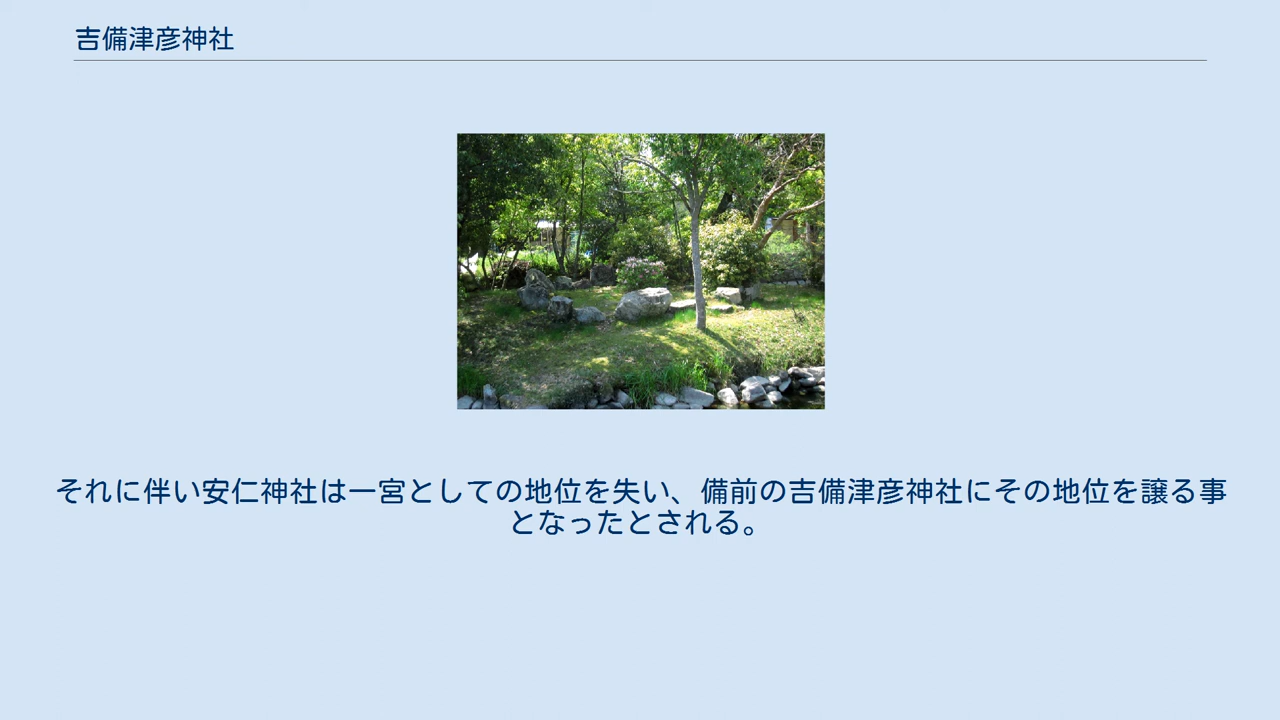 吉備津彦神社
それに伴い安仁神社は一宮としての地位を失い、備前の吉備津彦神社にその地位を譲る事
となったとされる。